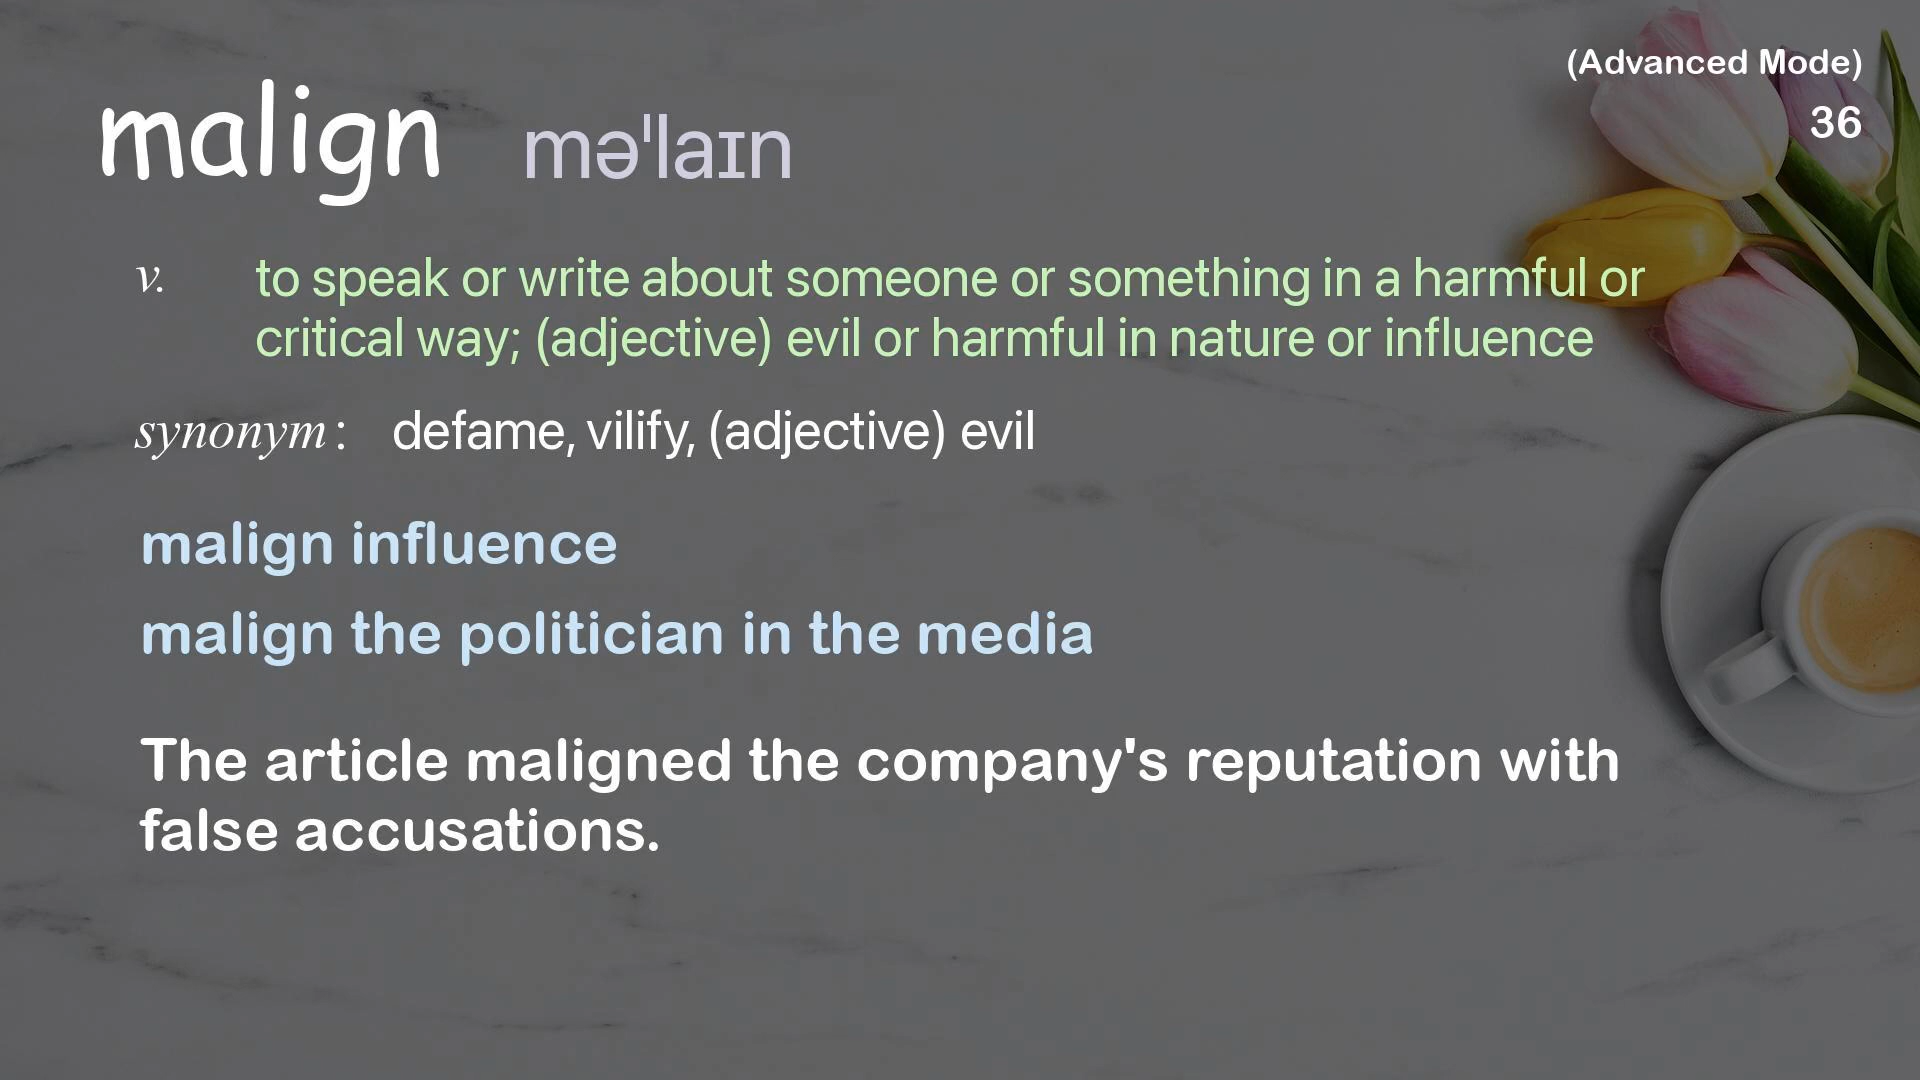 (Advanced Mode)
36
malign məˈlaɪn
v. to speak or write about someone or something in a harmful or
critical way; (adjective) evil or harmful in nature or influence
synonym: defame, vilify, (adjective) evil
malign influence
malign the politician in the media
The article maligned the company's reputation with
false accusations.